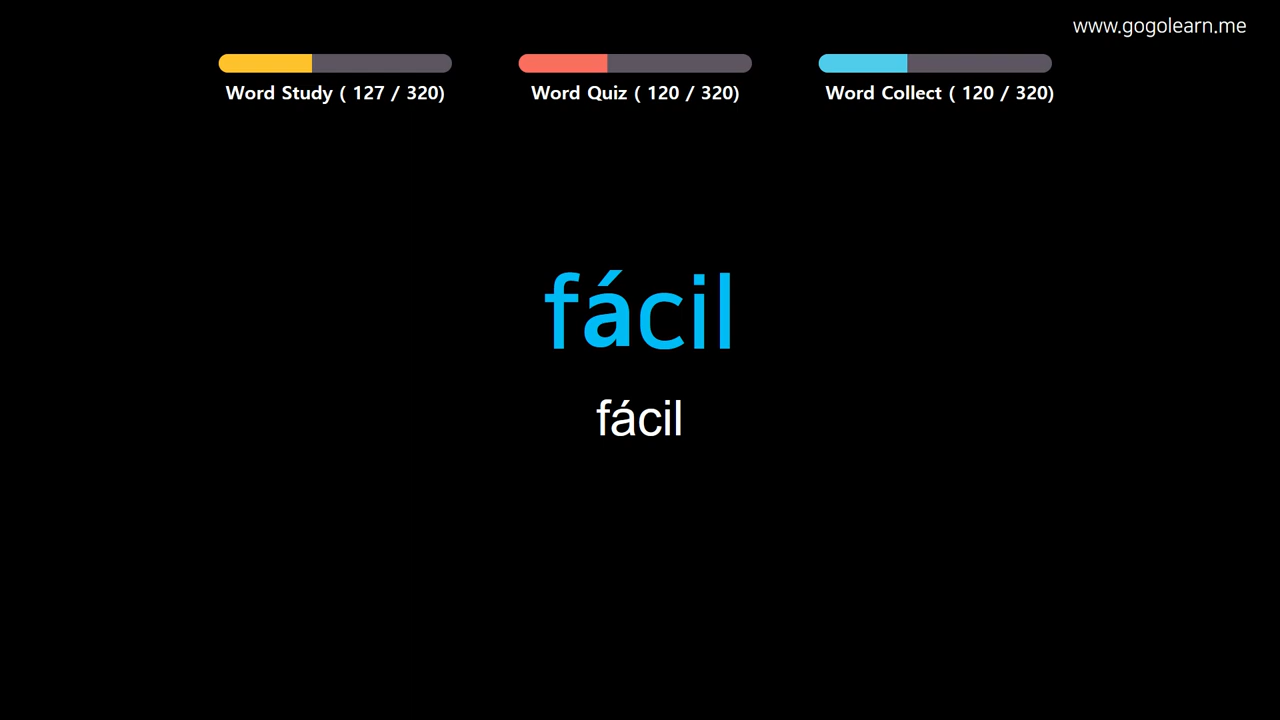 www.gogolearn.me
Word Study ( 127 / 320)
Word Quiz ( 120 / 320)
Word Collect ( 120 / 320)
fácil
fácil